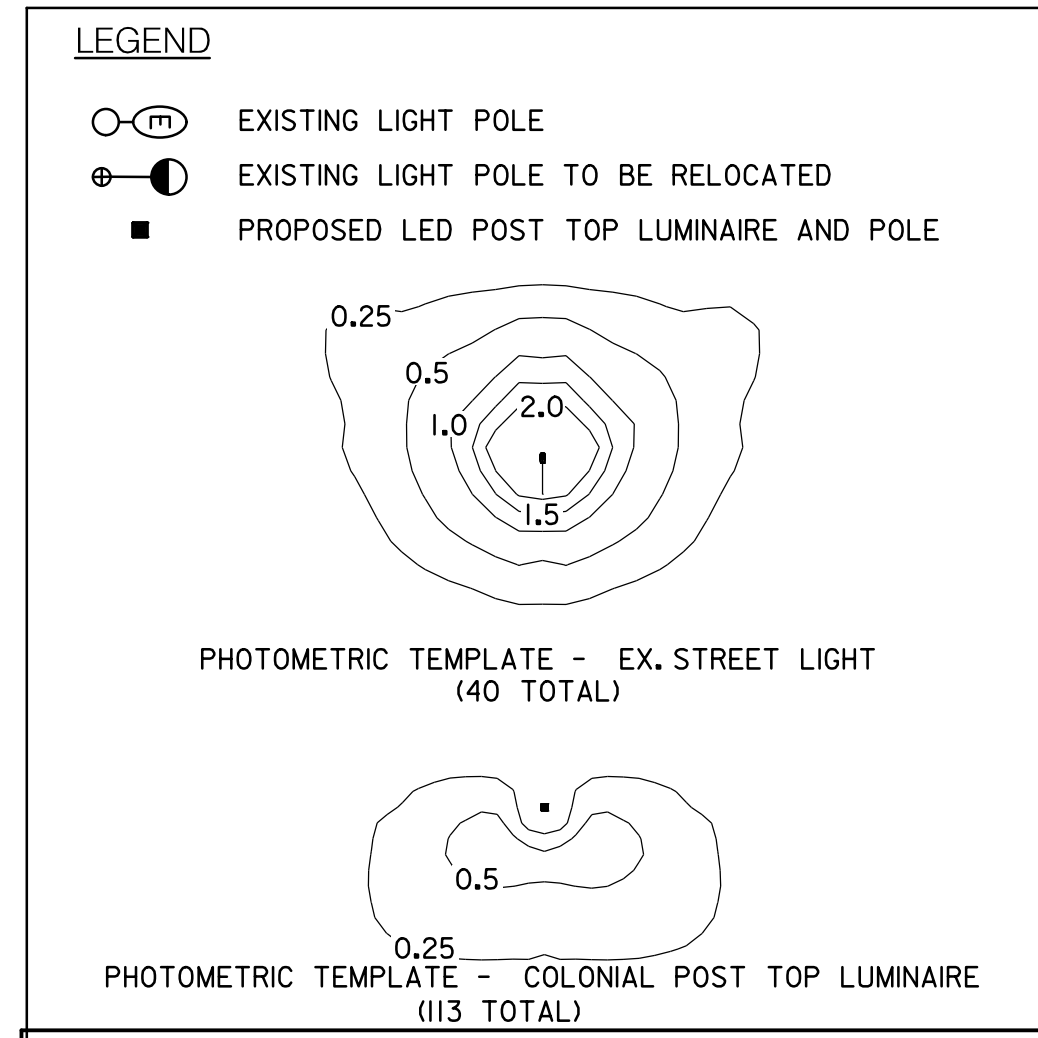 LEGEND
E
EXISTING LIGHT POLE
EXISTING LIGHT POLE TO BE RELOCATED
PROPOSED LED POST TOP LUMINAIRE AND POLE
0.25
0.5
1.0
2.0
1.5
PHOTOMETRIC TEMPLATE - EX. STREET LIGHT
(40 TOTAL)
0.5
0.25
PHOTOMETRIC TEMPLATE - COLONIAL POST TOP LUMINAIRE
(113 TOTAL)